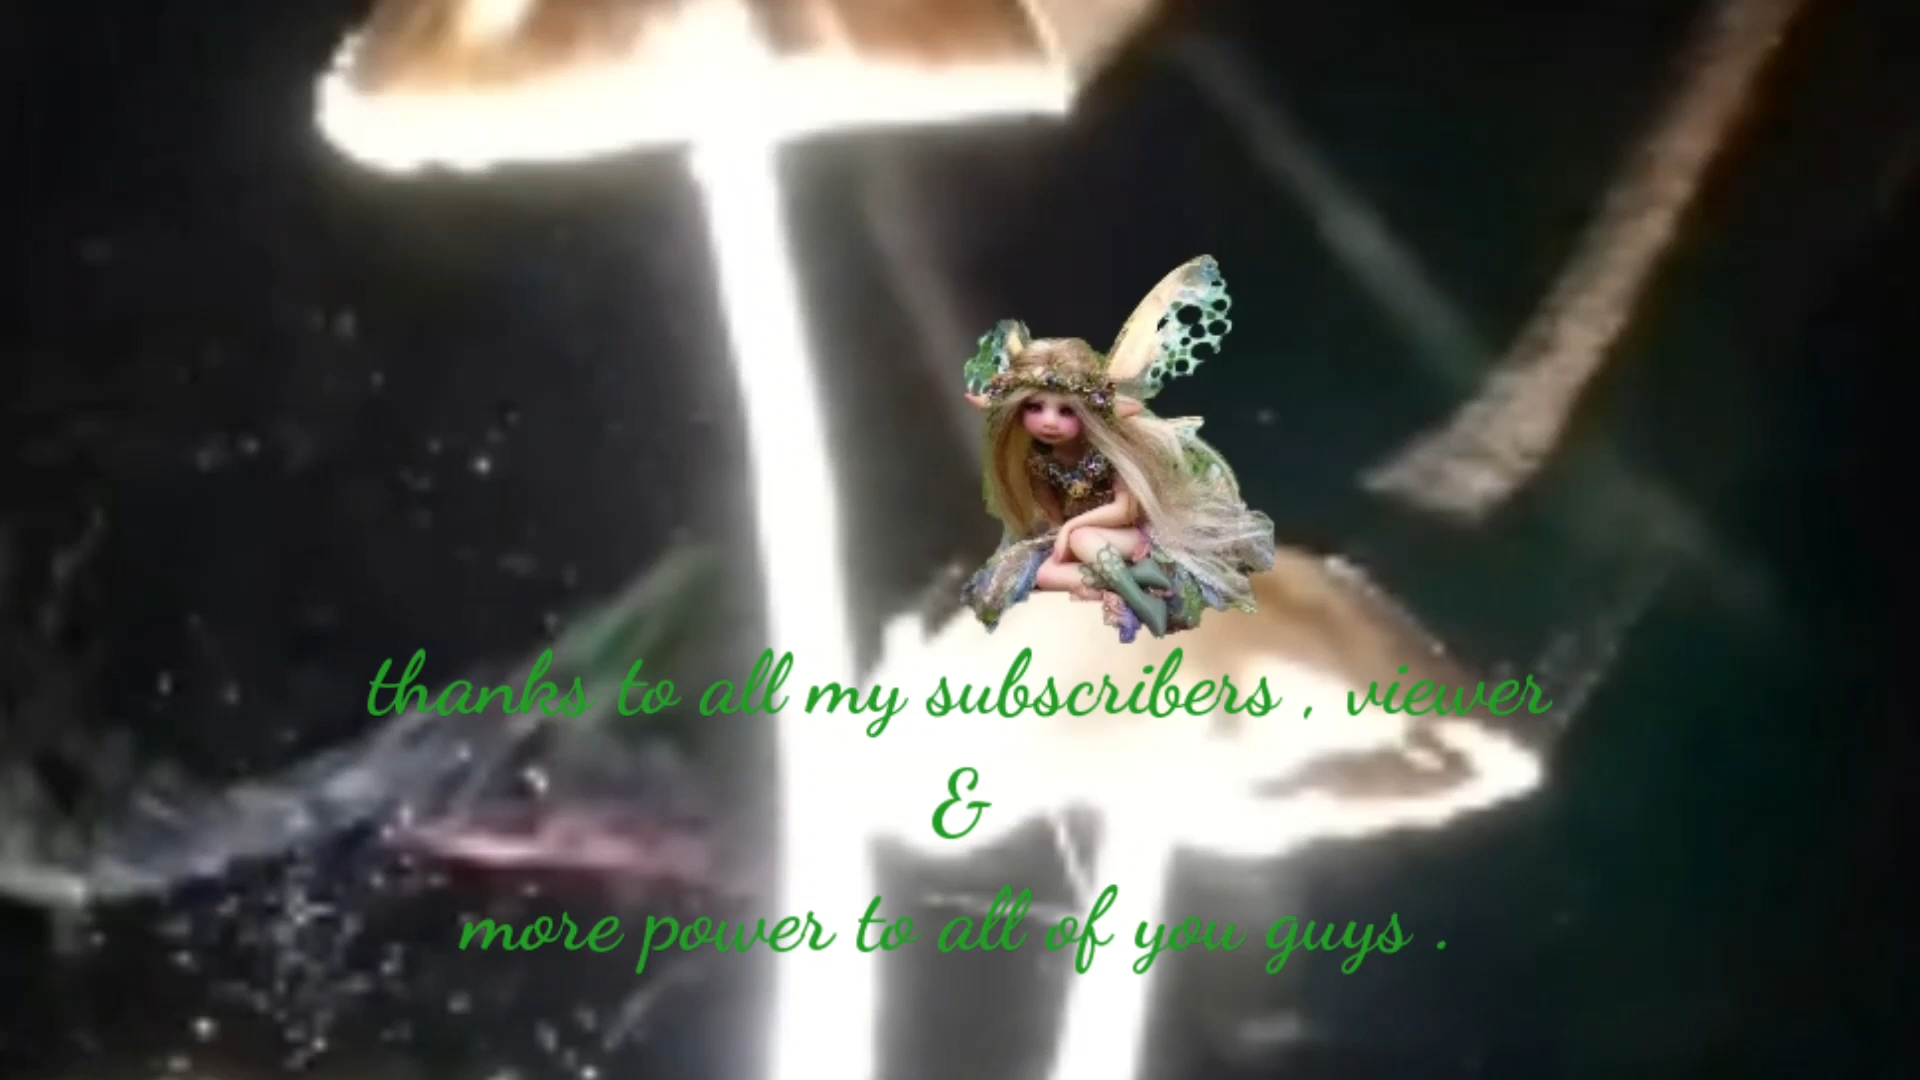 thanks to all my subscribers , viewer
&
more power to all of you guys .